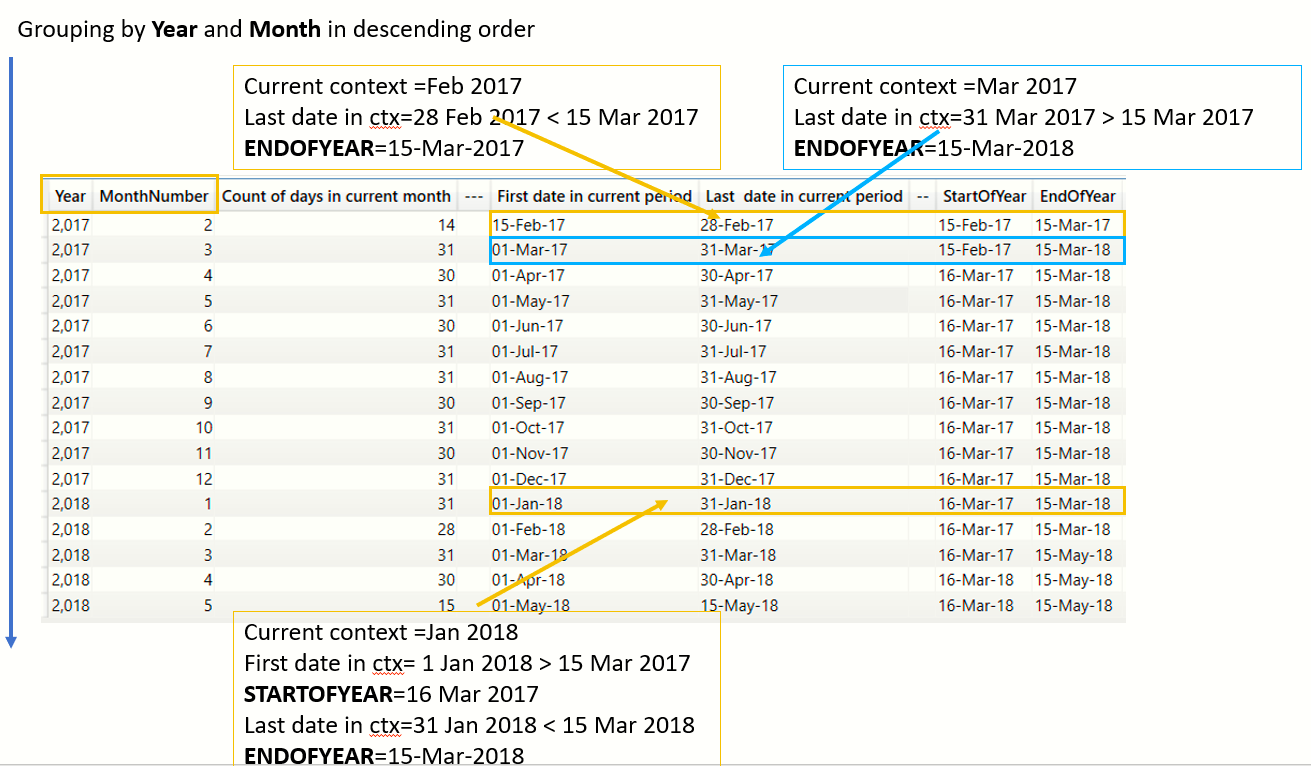 Grouping by Year and Month in descending order
Current context =Feb 2017
Last date in ctx=28 Feb 2017 < 15 Mar 2017
ENDOFYEAR=15-Mar-2017
Current context =Mar 2017
Last date in ctx=31 Mar 2017 > 15 Mar 2017
ENDOFYEAR=15-Mar-2018
Year MonthNumber Count of days in current month --- First date in current period Last date in current period -- StartOfYear EndOfYear
2,017 2 14 15-Feb-17 28-Feb-17 15-Feb-17 15-Mar-17
2,017 3 31 01-Mar-17 31-Mar-17 15-Feb-17 15-Mar-18
2,017 4 30 01-Apr-17 30-Apr-17 16-Mar-17 15-Mar-18
2,017 5 31 01-May-17 31-May-17 16-Mar-17 15-Mar-18
2,017 6 30 01-Jun-17 30-Jun-17 16-Mar-17 15-Mar-18
2,017 7 31 01-Jul-17 31-Jul-17 16-Mar-17 15-Mar-18
2,017 8 31 01-Aug-17 31-Aug-17 16-Mar-17 15-Mar-18
2,017 9 30 01-Sep-17 30-Sep-17 16-Mar-17 15-Mar-18
2,017 10 31 01-Oct-17 31-Oct-17 16-Mar-17 15-Mar-18
2,017 11 30 01-Nov-17 30-Nov-17 16-Mar-17 15-Mar-18
2,017 12 31 01-Dec-17 31-Dec-17 16-Mar-17 15-Mar-18
2,018 1 31 01-Jan-18 31-Jan-18 16-Mar-17 15-Mar-18
2,018 2 28 01-Feb-18 28-Feb-18 16-Mar-17 15-Mar-18
2,018 3 31 01-Mar-18 31-Mar-18 16-Mar-17 15-May-18
2,018 4 30 01-Apr-18 30-Apr-18 16-Mar-18 15-May-18
2,018 5 15 01-May-18 15-May-18 16-Mar-18 15-May-18
Current context =Jan 2018
First date in ctx= 1 Jan 2018 > 15 Mar 2017
STARTOFYEAR=16 Mar 2017
Last date in ctx=31 Jan 2018 < 15 Mar 2018
ENDOFYEAR=15-Mar-2018